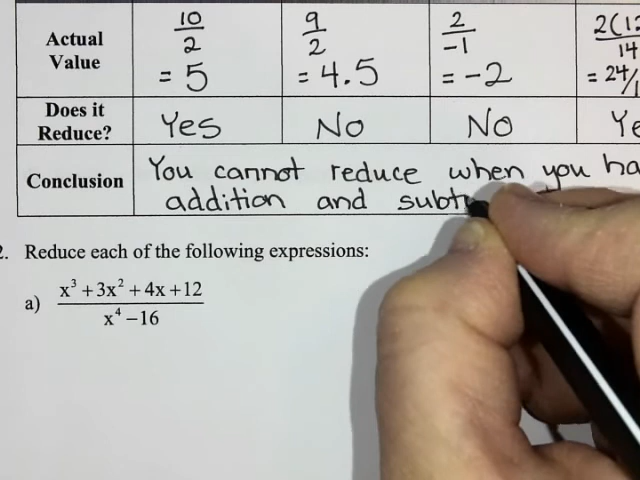 Actual Value
10/2 = 5
9/2 = 4.5
2/-1 = -2
14
= 24/
Does it Reduce?
Yes
No
No
Conclusion
You cannot reduce when you
addition and
Reduce each of the following expressions:
a) (x³ + 3x² + 4x + 12)/(x⁴ – 16)